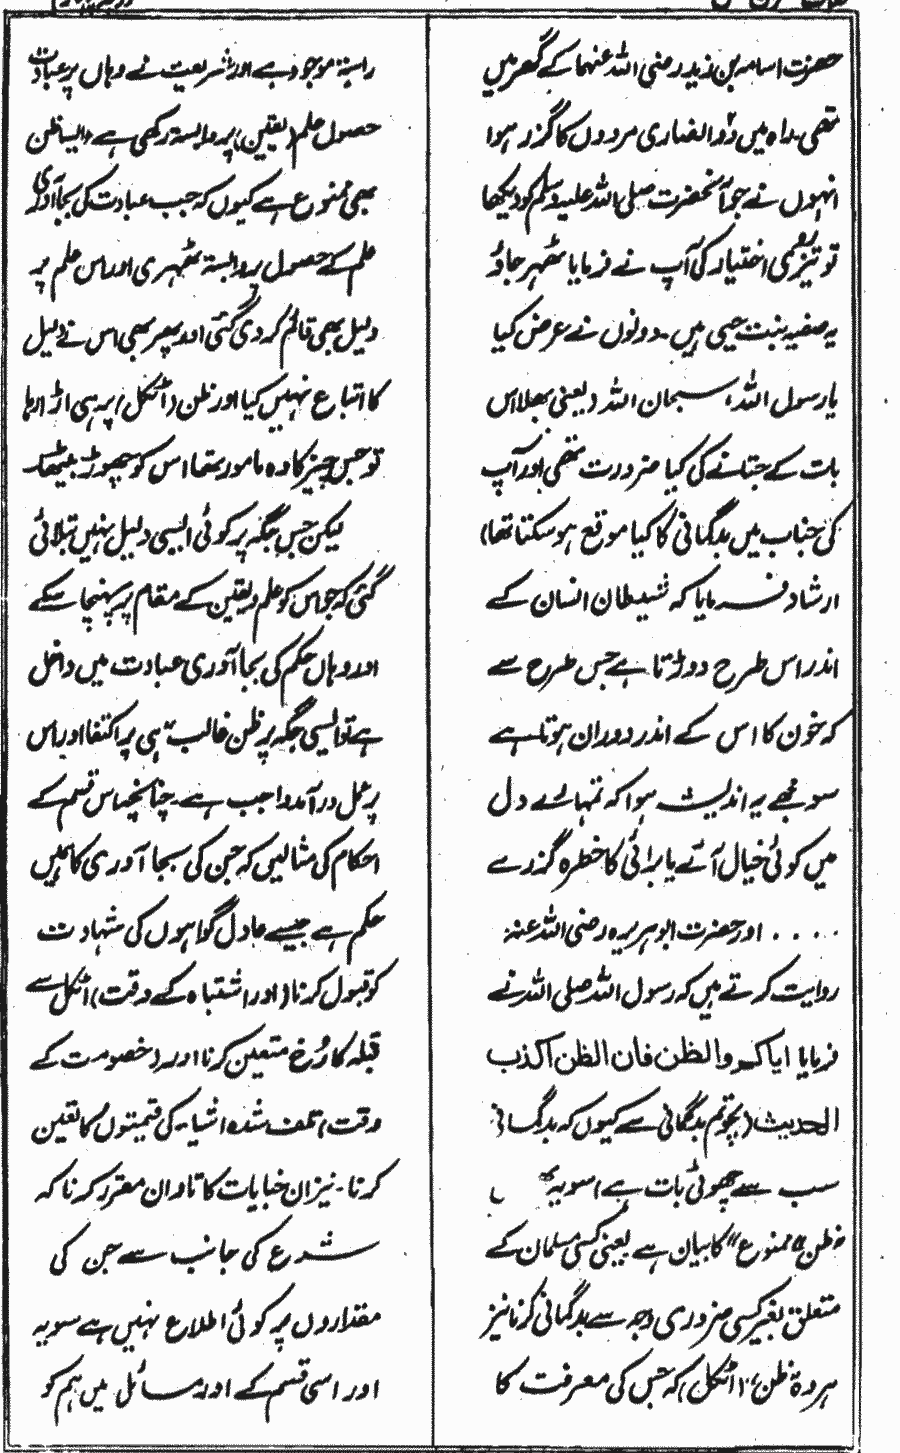 حضرت اسامہ بن زید رضی اللہ عنہما کے گھر میں
تھی۔ راہ میں دو انصاری مردوں کا گزر ہوا
انہوں نے جو آنحضرت صلی اللہ علیہ وسلم کو دیکھا
تو تیز روی اختیار کی آپ نے فرمایا ٹھہر جاؤ
یہ صفیہ بنت حیی ہیں۔ دونوں نے عرض کیا
یا رسول اللہ، سبحان اللہ (یعنی بھلا اس
بات کے جتانے کی کیا ضرورت تھی اور آپ
کی جناب میں بدگمانی کا کیا موقع ہو سکتا تھا)
ارشاد فرمایا کہ شیطان انسان کے
اندر اس طرح دوڑتا ہے جس طرح سے
کہ خون کا اس کے اندر دوران ہوتا ہے
سو مجھے یہ اندیشہ ہوا کہ تمہارے دل
میں کوئی خیال آئے یا برائی کا خطرہ گزرے
.... اور حضرت ابو ہریرہ رضی اللہ عنہ
روایت کرتے ہیں کہ رسول اللہ صلی اللہ نے
فرمایا ایاکم والظن فان الظن اکذب
الحدیث (بچو تم بدگمانی سے کیوں کہ بدگمانی
سب سے جھوٹی بات ہے) سو یہ
"ظن ممنوع" کا بیان ہے یعنی کسی مسلمان کے
متعلق بغیر کسی ضروری وجہ سے بدگمانی کرنا نیز
ہر وہ ظن (اٹکل) کہ جس کی معرفت کا
راستہ موجود ہے اور شریعت نے وہاں پر عبادت
حصول علم (یقین) پر وابستہ رکھی ہے، ایسا ظن
بھی ممنوع ہے کیوں کہ جب عبادت کی بجا آوری
علم کے حصول پر وابستہ ٹھہری اور اس علم پر
دلیل بھی قائم کر دی گئی اور پھر بھی اس نے دلیل
کا اتباع نہیں کیا اور ظن (اٹکل) پر ہی اڑا رہا
تو جس چیز کا وہ مامور تھا اس کو چھوڑ بیٹھا۔
لیکن جس جگہ پر کوئی ایسی دلیل نہیں بتلائی
گئی کہ جو اس کو علم و یقین کے مقام پر پہنچا سکے
اور وہاں حکم کی بجا آوری عبادت میں داخل
ہے تو ایسی جگہ پر ظن غالب ہی پر اکتفا اور اس
پر عمل درآمد واجب ہے۔ چنانچہ اس قسم کے
احکام کی مثالیں کہ جن کی بجا آوری کا ہمیں
حکم ہے جیسے عادل گواہوں کی شہادت
کو قبول کرنا (اور اشتباہ کے وقت) اٹکل سے
قبلہ کا رُخ متعین کرنا اور (خصومت کے
وقت) تلف شدہ اشیاء کی قیمتوں کا تعین
کرنا۔ نیز ان جنایات کا تاوان مقرر کرنا کہ
شرع کی جانب سے جن کی
مقداروں پر کوئی اطلاع نہیں ہے سو یہ
اور اسی قسم کے اور مسائل میں ہم کو